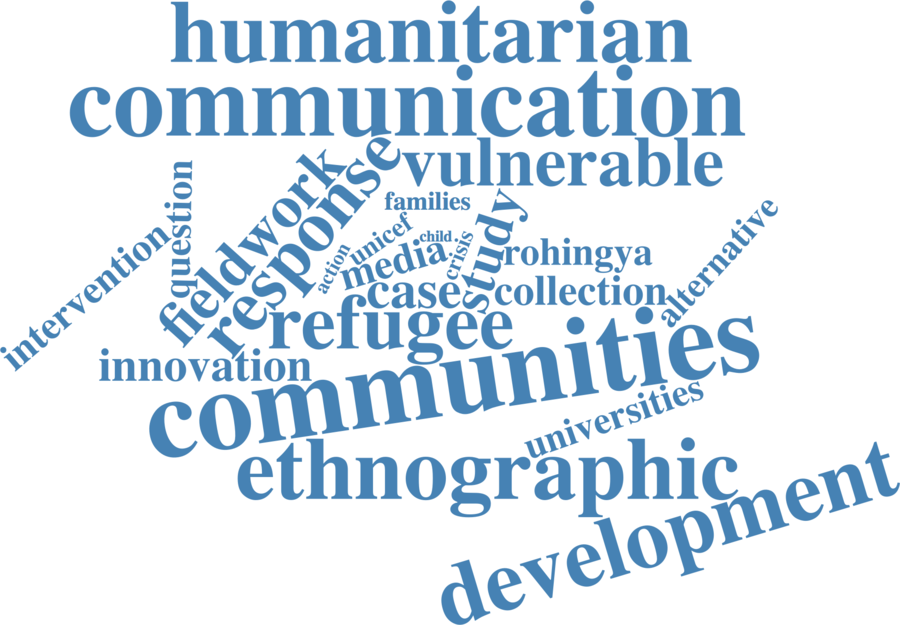 humanitarian
communication
vulnerable
response
fieldwork
question
intervention
families
study
unicef
child
crisis
action
media
rohingya
alternative
case
collection
refugee
innovation
communities
universities
ethnographic
development